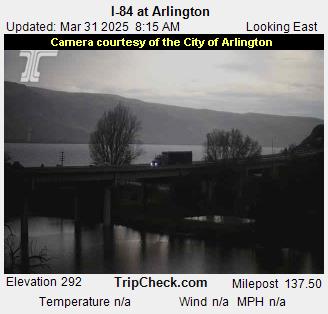 I-84 at Arlington
Updated: Mar 31 2025 8:15 AM Looking East
Camera courtesy of the City of Arlington
Elevation 292 TripCheck.com Milepost 137.50
Temperature n/a Wind n/a MPH n/a